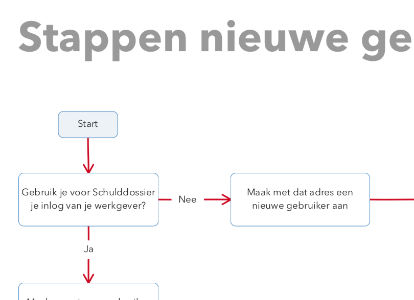 Stappen nieuwe ge
Start
Gebruik je voor Schulddossier
je inlog van je werkgever?
Nee
Maak met dat adres een
nieuwe gebruiker aan
Ja